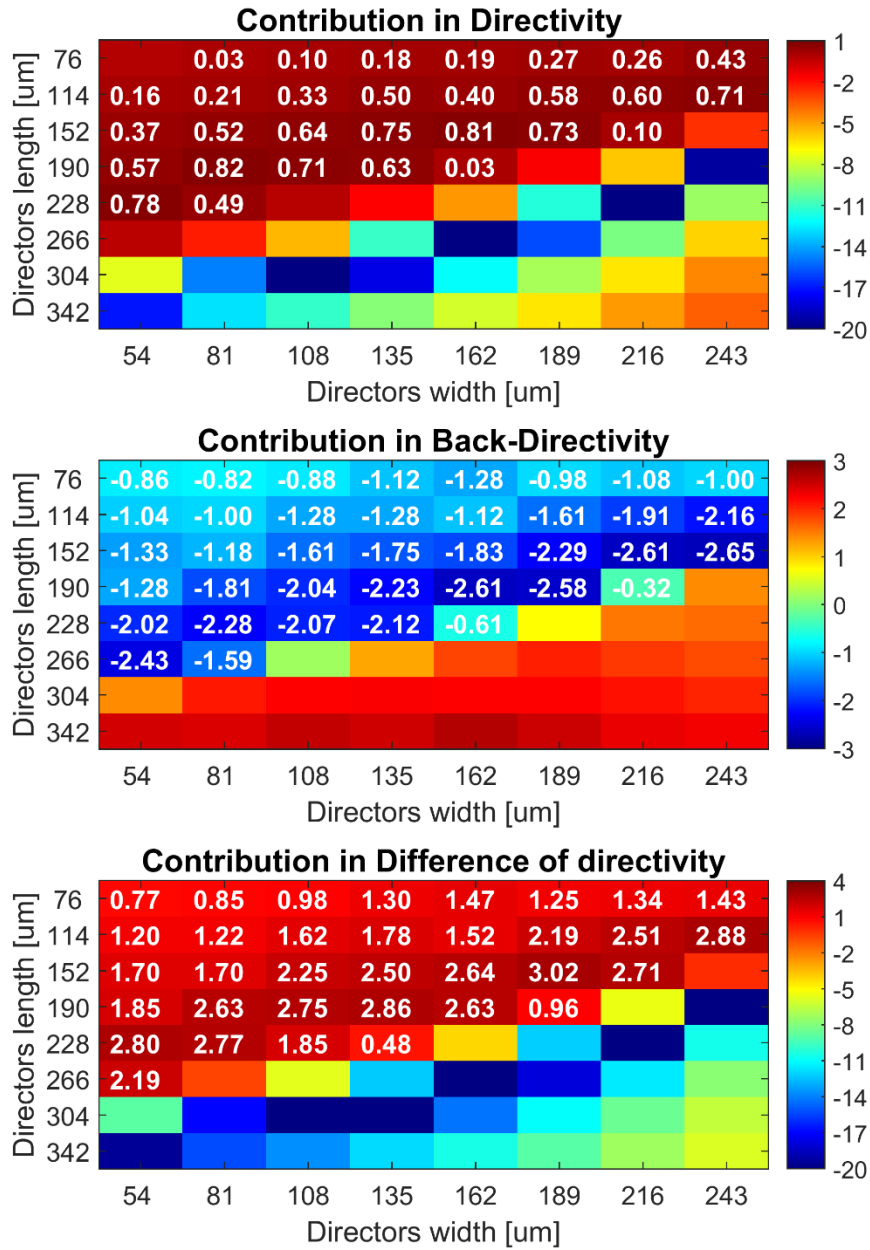 Contribution in Directivity
Directors length [um]
76 0.03 0.10 0.18 0.19 0.27 0.26 0.43
114 0.16 0.21 0.33 0.50 0.40 0.58 0.60 0.71
152 0.37 0.52 0.64 0.75 0.81 0.73 0.10
190 0.57 0.82 0.71 0.63 0.03
228 0.78 0.49
266
304
342
54 81 108 135 162 189 216 243
Directors width [um]
1
-2
-5
-8
-11
-14
-17
-20
Contribution in Back-Directivity
Directors length [um]
76 -0.86 -0.82 -0.88 -1.12 -1.28 -0.98 -1.08 -1.00
114 -1.04 -1.00 -1.28 -1.28 -1.12 -1.61 -1.91 -2.16
152 -1.33 -1.18 -1.61 -1.75 -1.83 -2.29 -2.61 -2.65
190 -1.28 -1.81 -2.04 -2.23 -2.61 -2.58 -0.32
228 -2.02 -2.28 -2.07 -2.12 -0.61
266 -2.43 -1.59
304
342
54 81 108 135 162 189 216 243
Directors width [um]
3
2
1
0
-1
-2
-3
Contribution in Difference of directivity
Directors length [um]
76 0.77 0.85 0.98 1.30 1.47 1.25 1.34 1.43
114 1.20 1.22 1.62 1.78 1.52 2.19 2.51 2.88
152 1.70 1.70 2.25 2.50 2.64 3.02 2.71
190 1.85 2.63 2.75 2.86 2.63 0.96
228 2.80 2.77 1.85 0.48
266 2.19
304
342
54 81 108 135 162 189 216 243
Directors width [um]
4
1
-2
-5
-8
-11
-14
-17
-20